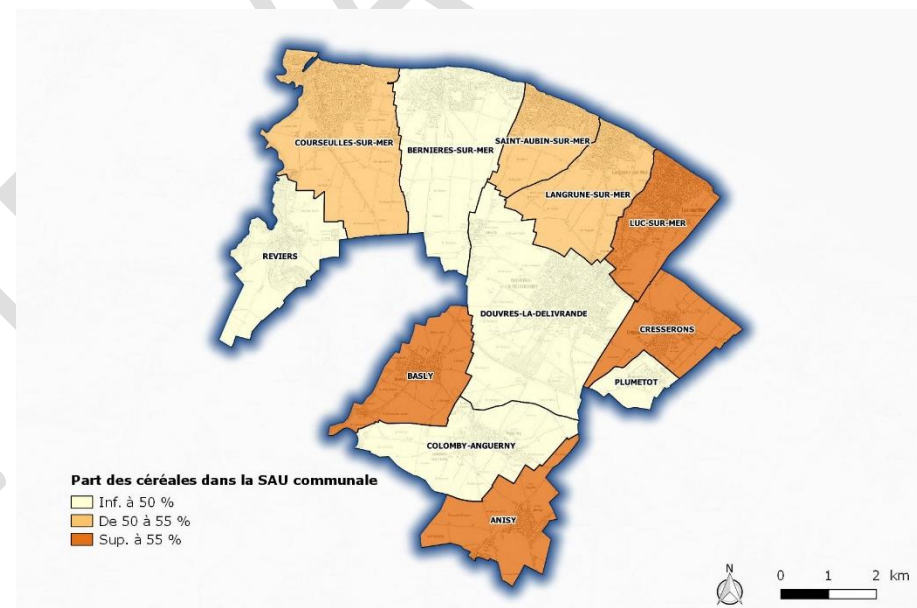 COURSEULLES-SUR-MER
BERNIERES-SUR-MER
SAINT-AUBIN-SUR-MER
LANGRUNE-SUR-MER
LUC-SUR-MER
REVIERS
DOUVRES-LA-DELIVRANDE
CRESSERONS
BASLY
PLUMETOT
COLOMBY-ANGUERNY
ANISY
Part des céréales dans la SAU communale
Inf. à 50 %
De 50 à 55 %
Sup. à 55 %
N
0 1 2 km